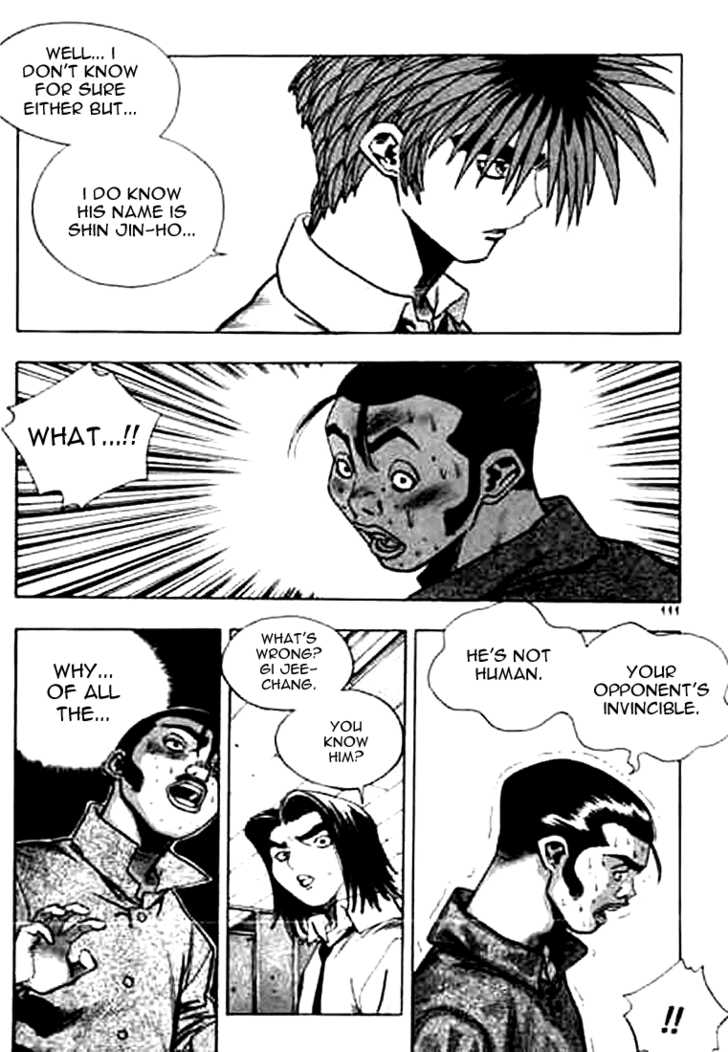 WELL... I
DON'T KNOW
FOR SURE
EITHER BUT...
I DO KNOW
HIS NAME IS
SHIN JIN-HO...
WHAT...!!
111
WHY...
OF ALL
THE...
WHAT'S
WRONG?
GI JEE-
CHANG.
YOU
KNOW
HIM?
HE'S NOT
HUMAN.
YOUR
OPPONENT'S
INVINCIBLE.
!!